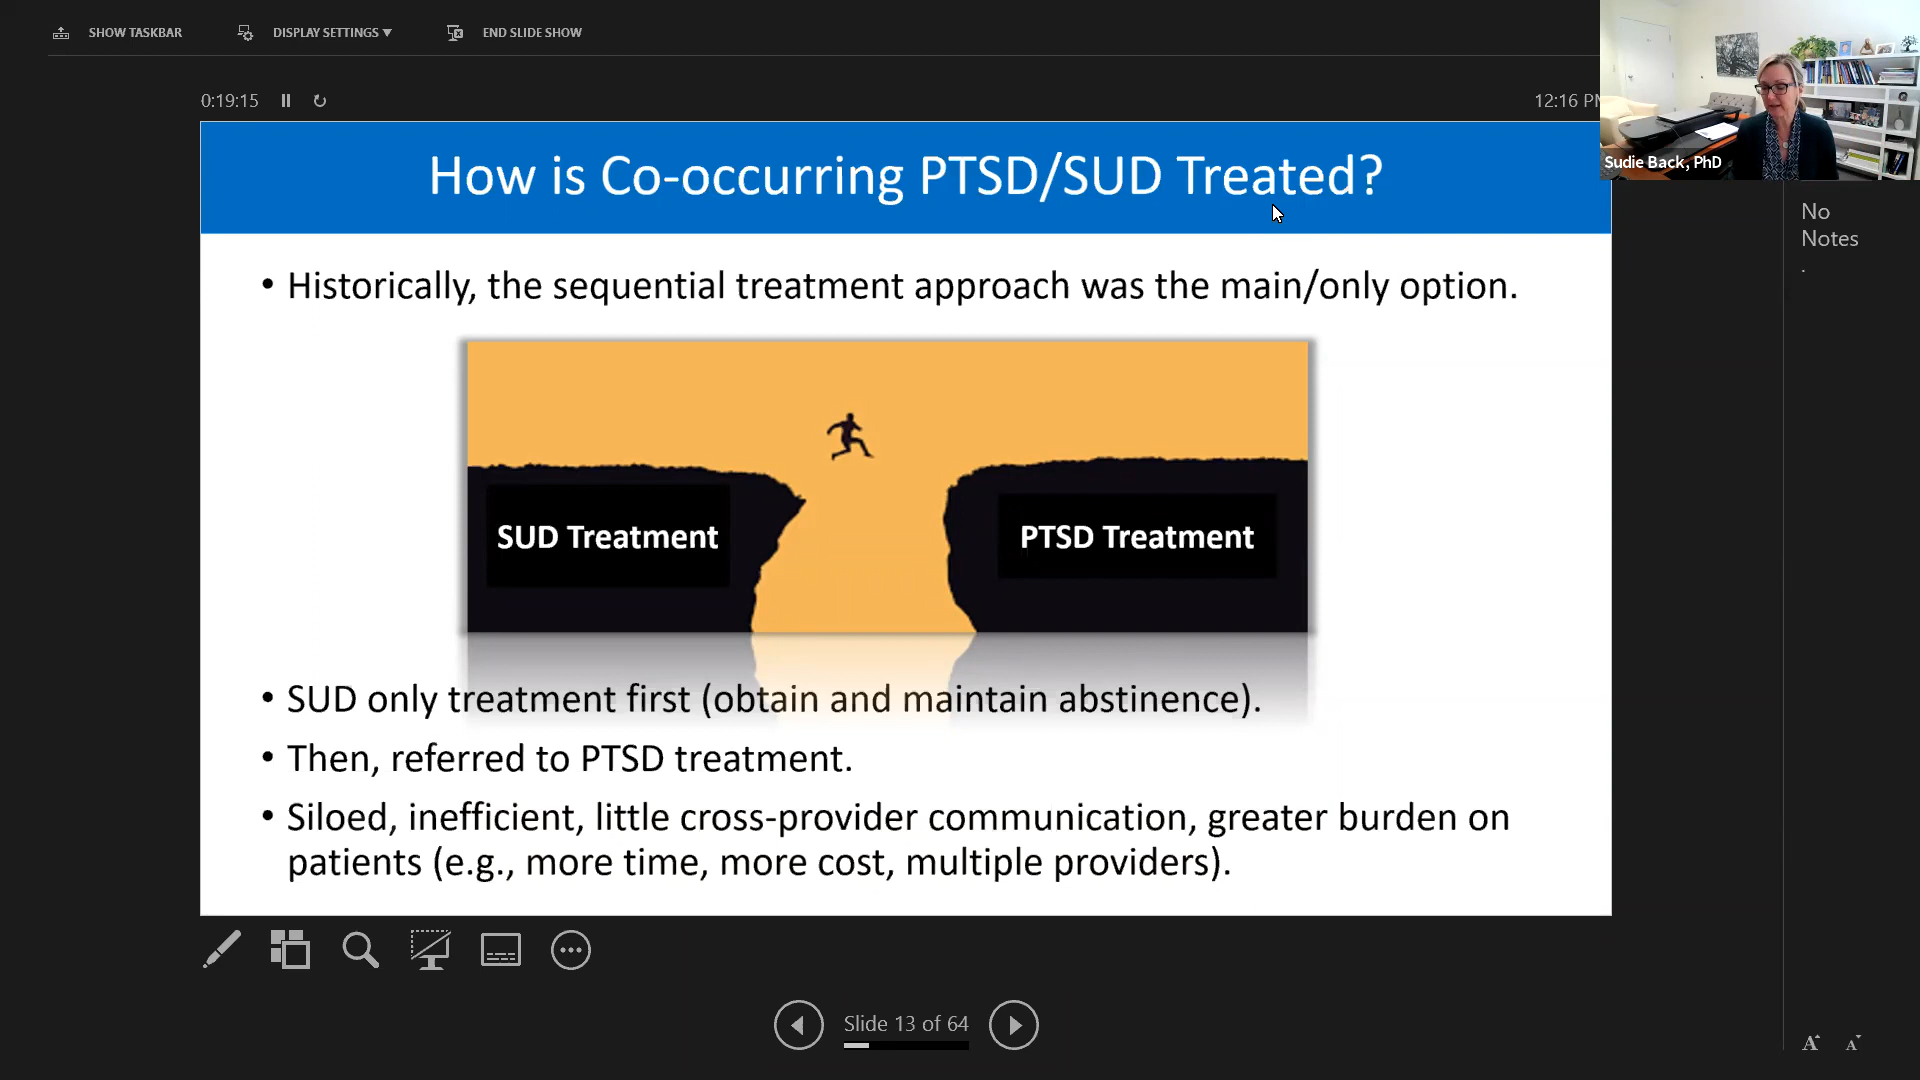 SHOW TASKBAR
DISPLAY SETTINGS ▼
END SLIDE SHOW
0:19:15
12:16 P
Sudie Back, PhD
How is Co-occurring PTSD/SUD Treated?
• Historically, the sequential treatment approach was the main/only option.
SUD Treatment
PTSD Treatment
• SUD only treatment first (obtain and maintain abstinence).
• Then, referred to PTSD treatment.
• Siloed, inefficient, little cross-provider communication, greater burden on
patients (e.g., more time, more cost, multiple providers).
No
Notes
.
Slide 13 of 64
A A